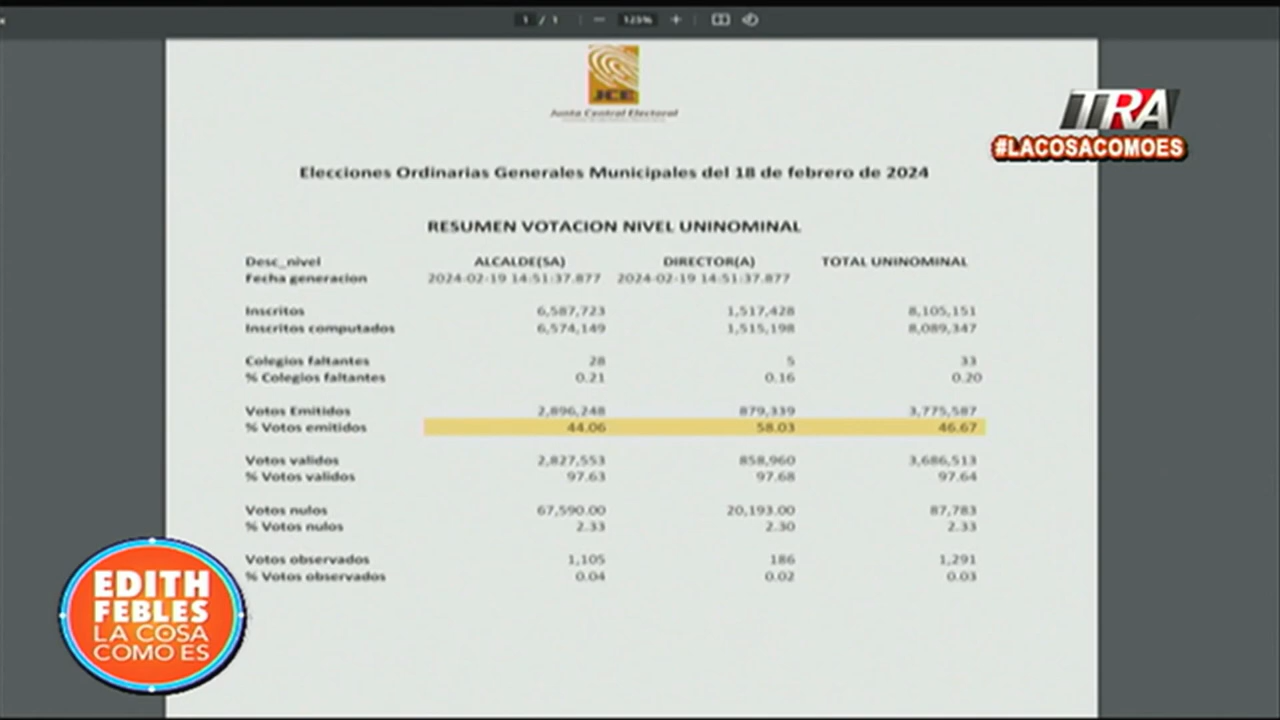 1 / 1
125%
JCE
Junta Central Electoral
TRA
#LACOSACOMOES
Elecciones Ordinarias Generales Municipales del 18 de febrero de 2024
RESUMEN VOTACION NIVEL UNINOMINAL
Desc_nivel ALCALDE(SA) DIRECTOR(A) TOTAL UNINOMINAL
Fecha generacion 2024-02-19 14:51:37.877 2024-02-19 14:51:37.877
Inscritos 6,587,723 1,517,428 8,105,151
Inscritos computados 6,574,149 1,515,198 8,089,347
Colegios faltantes 28 5 33
% Colegios faltantes 0.21 0.16 0.20
Votos Emitidos 2,896,248 879,339 3,775,587
% Votos emitidos 44.06 58.03 46.67
Votos validos 2,827,553 858,960 3,686,513
% Votos validos 97.63 97.68 97.64
Votos nulos 67,590.00 20,193.00 87,783
% Votos nulos 2.33 2.30 2.33
Votos observados 1,105 186 1,291
% Votos observados 0.04 0.02 0.03
EDITH
FEBLES
LA COSA
COMO ES